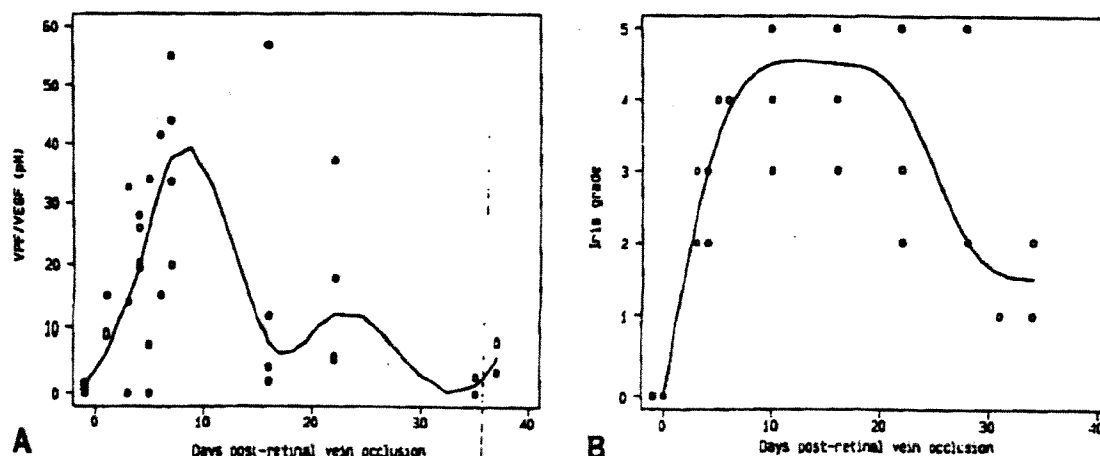 60
50
40
30
20
10
0
VPF/VEGF (pM)
0 10 20 30 40
A Days post-retinal vein occlusion
5
4
3
2
1
0
Iris grade
0 10 20 30 40
B Days post-retinal vein occlusion